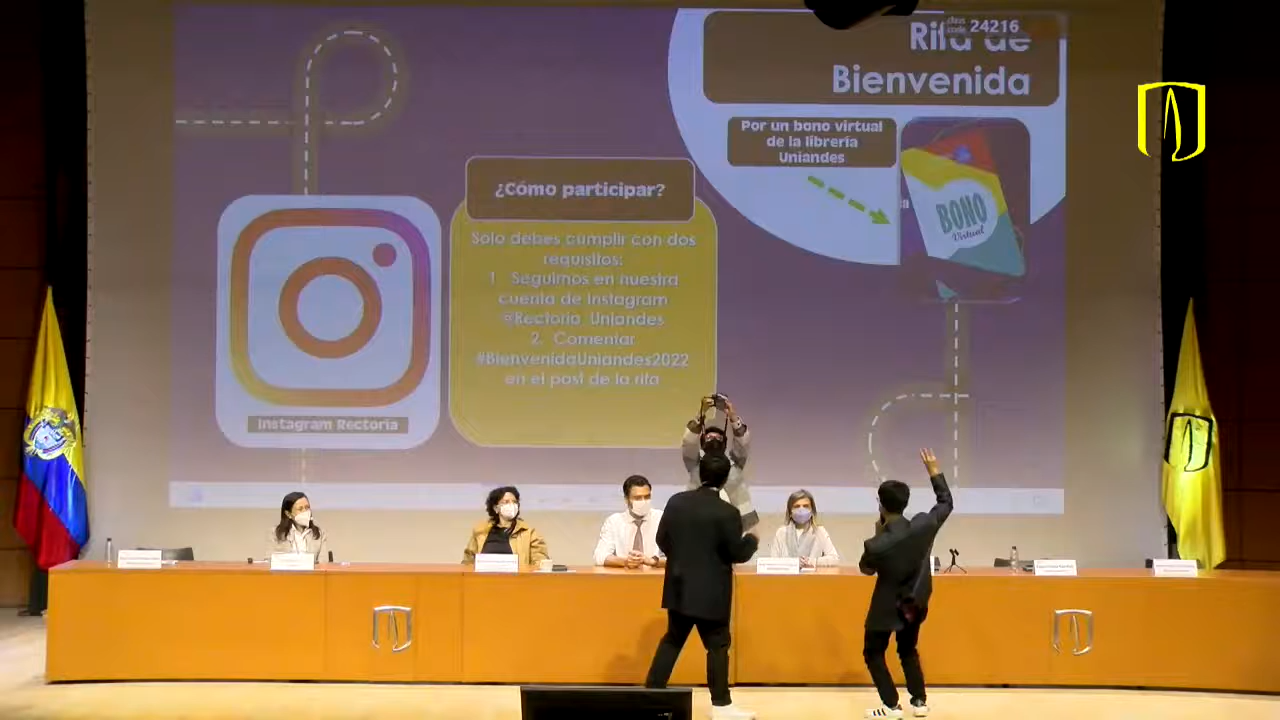 class code 24216
Rifa de
Bienvenida
Por un bono virtual
de la librería
Uniandes
BONO
Virtual
¿Cómo participar?
Solo debes cumplir con dos
requisitos:
1. Seguirnos en nuestra
cuenta de Instagram
@Rectoria_Uniandes
2. Comentar
#BienvenidaUniandes2022
en el post de la rifa
Instagram Rectoría